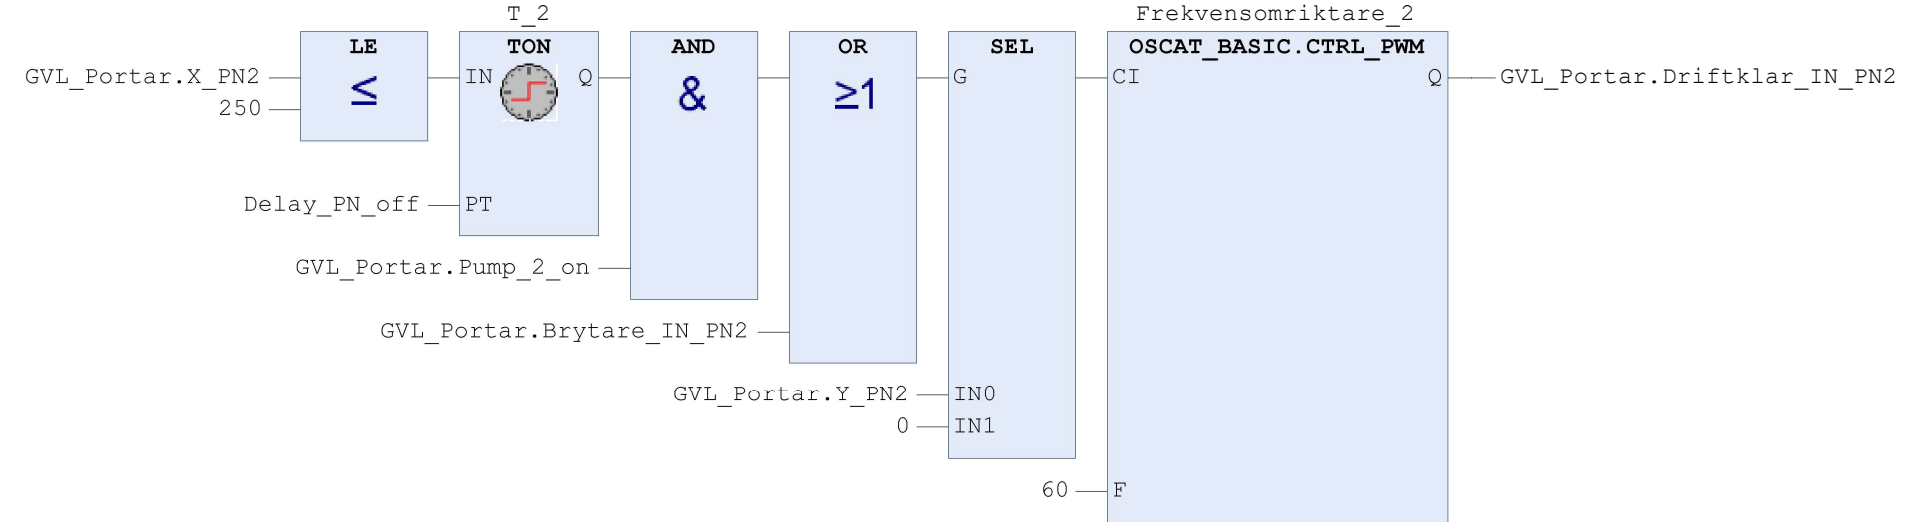 T_2 Frekvensomriktare_2
LE TON AND OR SEL OSCAT_BASIC.CTRL_PWM
GVL_Portar.X_PN2 ≤ IN Q & ≥1 G CI Q GVL_Portar.Driftklar_IN_PN2
250
Delay_PN_off PT
GVL_Portar.Pump_2_on
GVL_Portar.Brytare_IN_PN2
GVL_Portar.Y_PN2 IN0
0 IN1
60 F